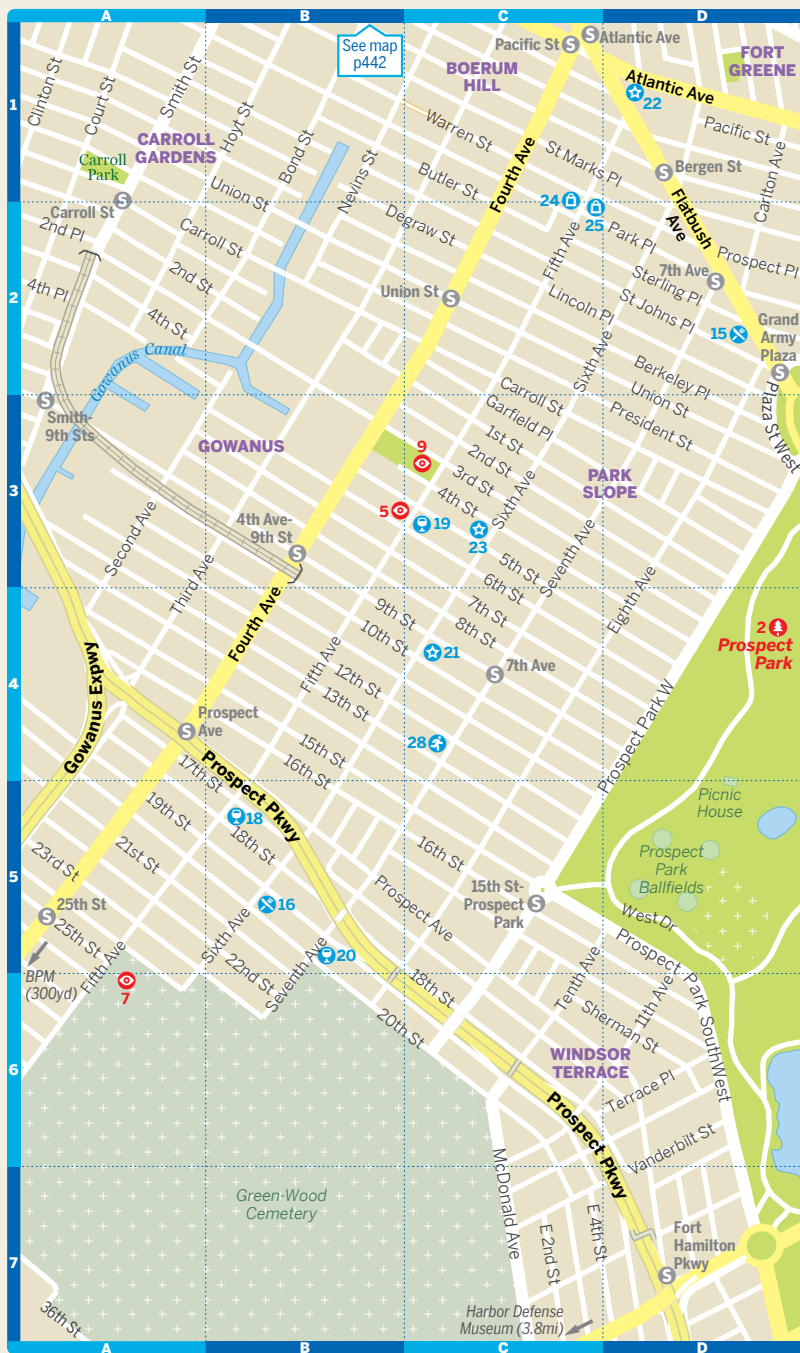 A
B
C
D
See map
p442
Pacific St
Atlantic Ave
BOERUM
HILL
FORT
GREENE
Atlantic Ave
22
1
Clinton St
Court St
Smith St
Hoyt St
Bond St
Nevins St
Warren St
Fourth Ave
St Marks Pl
Pacific St
Carlton Ave
CARROLL
GARDENS
Carroll
Park
Carroll St
Butler St
Bergen St
Flatbush
Ave
24
25
Union St
Degraw St
Park Pl
Prospect Pl
2nd Pl
Carroll St
Fifth Ave
7th Ave
Sterling Pl
4th Pl
2nd St
Union St
2
Lincoln Pl
St Johns Pl
15
Grand
Army
Plaza
4th St
Gowanus Canal
Sixth Ave
Berkeley Pl
Union St
President St
Plaza St West
Smith-
9th Sts
Carroll St
Garfield Pl
1st St
GOWANUS
9
2nd St
3rd St
4th St
PARK
SLOPE
3
5
19
23
Sixth Ave
Second Ave
4th Ave-
9th St
5th St
6th St
Seventh Ave
Third Ave
7th St
8th St
Eighth Ave
Fourth Ave
9th St
10th St
21
2
Prospect
Park
Fifth Ave
7th Ave
12th St
13th St
4
Gowanus Expwy
Prospect
Ave
28
Prospect Park W
15th St
16th St
17th St
Prospect Pkwy
Picnic
House
18
19th St
18th St
21st St
23rd St
16th St
Prospect
Park
Ballfields
5
15th St-
Prospect
Park
Prospect Ave
25th St
16
25th St
Sixth Ave
West Dr
Fifth Ave
22nd St
Seventh Ave
20
BPM
(300yd)
7
18th St
20th St
Tenth Ave
11th Ave
Prospect Park SouthWest
Sherman St
6
WINDSOR
TERRACE
Terrace Pl
Prospect Pkwy
Vanderbilt St
McDonald Ave
Green-Wood
Cemetery
E 2nd St
E 4th St
Fort
Hamilton
Pkwy
7
36th St
Harbor Defense
Museum (3.8mi)
A
B
C
D